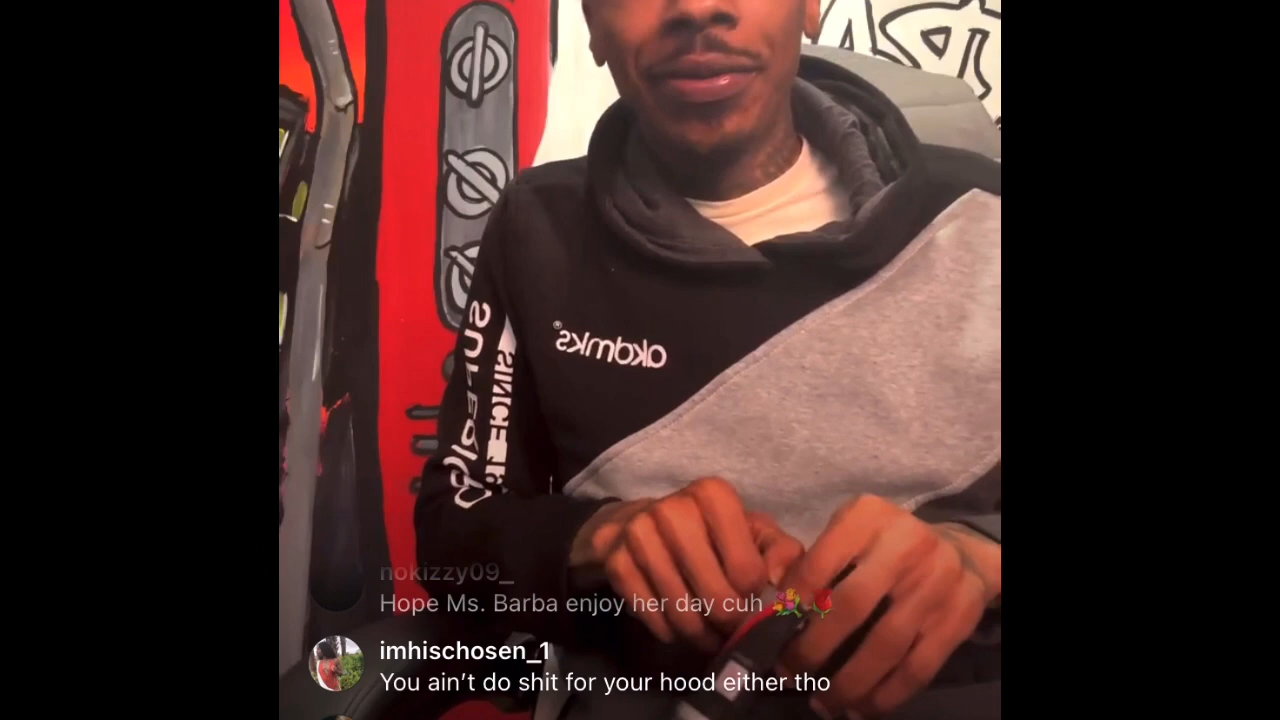 akdmks®
SINCE
nokizzy09_
Hope Ms. Barba enjoy her day cuh 💐🌹
imhischosen_1
You ain’t do shit for your hood either tho